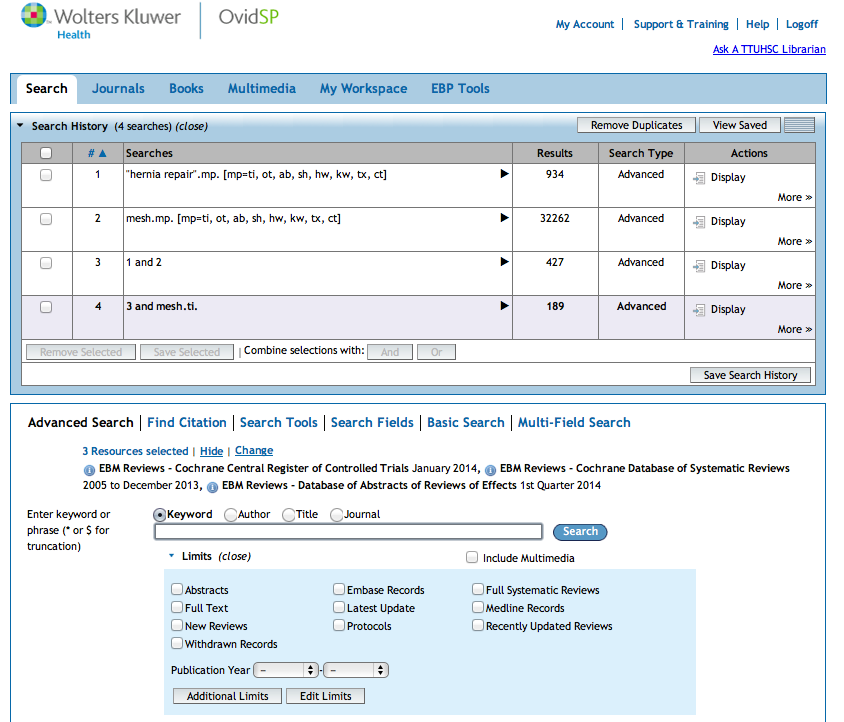 Wolters Kluwer OvidSP
Health
My Account | Support & Training | Help | Logoff
Ask A TTUHSC Librarian
Search Journals Books Multimedia My Workspace EBP Tools
Search History (4 searches) (close) Remove Duplicates View Saved
# ▲ Searches Results Search Type Actions
1 "hernia repair".mp. [mp=ti, ot, ab, sh, hw, kw, tx, ct] 934 Advanced Display
More »
2 mesh.mp. [mp=ti, ot, ab, sh, hw, kw, tx, ct] 32262 Advanced Display
More »
3 1 and 2 427 Advanced Display
More »
4 3 and mesh.ti. 189 Advanced Display
More »
Remove Selected Save Selected | Combine selections with: And Or
Save Search History
Advanced Search | Find Citation | Search Tools | Search Fields | Basic Search | Multi-Field Search
3 Resources selected | Hide | Change
EBM Reviews - Cochrane Central Register of Controlled Trials January 2014, EBM Reviews - Cochrane Database of Systematic Reviews
2005 to December 2013, EBM Reviews - Database of Abstracts of Reviews of Effects 1st Quarter 2014
Enter keyword or phrase (* or $ for truncation)
Keyword Author Title Journal
Search
Limits (close) Include Multimedia
Abstracts Embase Records Full Systematic Reviews
Full Text Latest Update Medline Records
New Reviews Protocols Recently Updated Reviews
Withdrawn Records
Publication Year - - -
Additional Limits Edit Limits